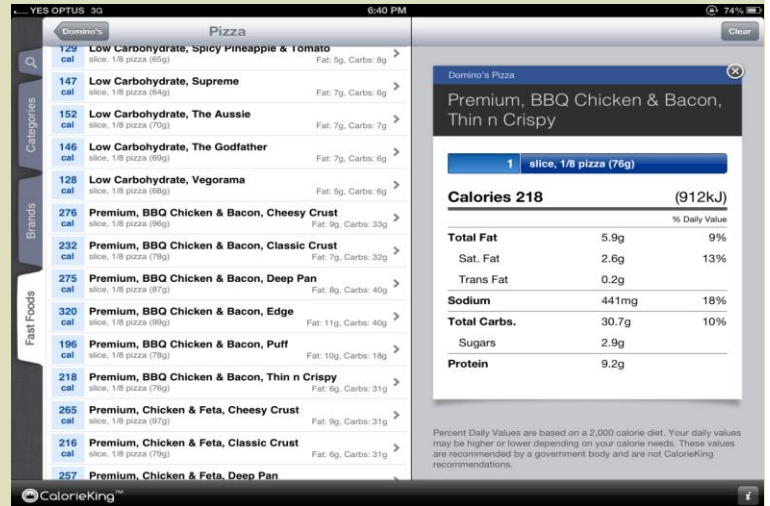 YES OPTUS 3G
6:40 PM
74%
Domino's
Pizza
Clear
Categories
Brands
Fast Foods
129 cal
Low Carbohydrate, Spicy Pineapple & Tomato
slice, 1/8 pizza (65g)
Fat: 5g, Carbs: 8g
147 cal
Low Carbohydrate, Supreme
slice, 1/8 pizza (64g)
Fat: 7g, Carbs: 6g
152 cal
Low Carbohydrate, The Aussie
slice, 1/8 pizza (70g)
Fat: 7g, Carbs: 7g
146 cal
Low Carbohydrate, The Godfather
slice, 1/8 pizza (69g)
Fat: 7g, Carbs: 6g
128 cal
Low Carbohydrate, Vegorama
slice, 1/8 pizza (68g)
Fat: 5g, Carbs: 6g
276 cal
Premium, BBQ Chicken & Bacon, Cheesy Crust
slice, 1/8 pizza (96g)
Fat: 9g, Carbs: 33g
232 cal
Premium, BBQ Chicken & Bacon, Classic Crust
slice, 1/8 pizza (78g)
Fat: 7g, Carbs: 32g
275 cal
Premium, BBQ Chicken & Bacon, Deep Pan
slice, 1/8 pizza (87g)
Fat: 8g, Carbs: 40g
320 cal
Premium, BBQ Chicken & Bacon, Edge
slice, 1/8 pizza (99g)
Fat: 11g, Carbs: 40g
196 cal
Premium, BBQ Chicken & Bacon, Puff
slice, 1/8 pizza (78g)
Fat: 10g, Carbs: 18g
218 cal
Premium, BBQ Chicken & Bacon, Thin n Crispy
slice, 1/8 pizza (76g)
Fat: 6g, Carbs: 31g
265 cal
Premium, Chicken & Feta, Cheesy Crust
slice, 1/8 pizza (97g)
Fat: 9g, Carbs: 31g
216 cal
Premium, Chicken & Feta, Classic Crust
slice, 1/8 pizza (79g)
Fat: 6g, Carbs: 31g
257
Premium, Chicken & Feta, Deep Pan
Domino's Pizza
Premium, BBQ Chicken & Bacon,
Thin n Crispy
1 slice, 1/8 pizza (76g)
Calories 218 (912kJ)
% Daily Value
Total Fat 5.9g 9%
Sat. Fat 2.6g 13%
Trans Fat 0.2g
Sodium 441mg 18%
Total Carbs. 30.7g 10%
Sugars 2.9g
Protein 9.2g
Percent Daily Values are based on a 2,000 calorie diet. Your daily values
may be higher or lower depending on your calorie needs. These values
are recommended by a government body and are not CalorieKing
recommendations.
CalorieKing™
i